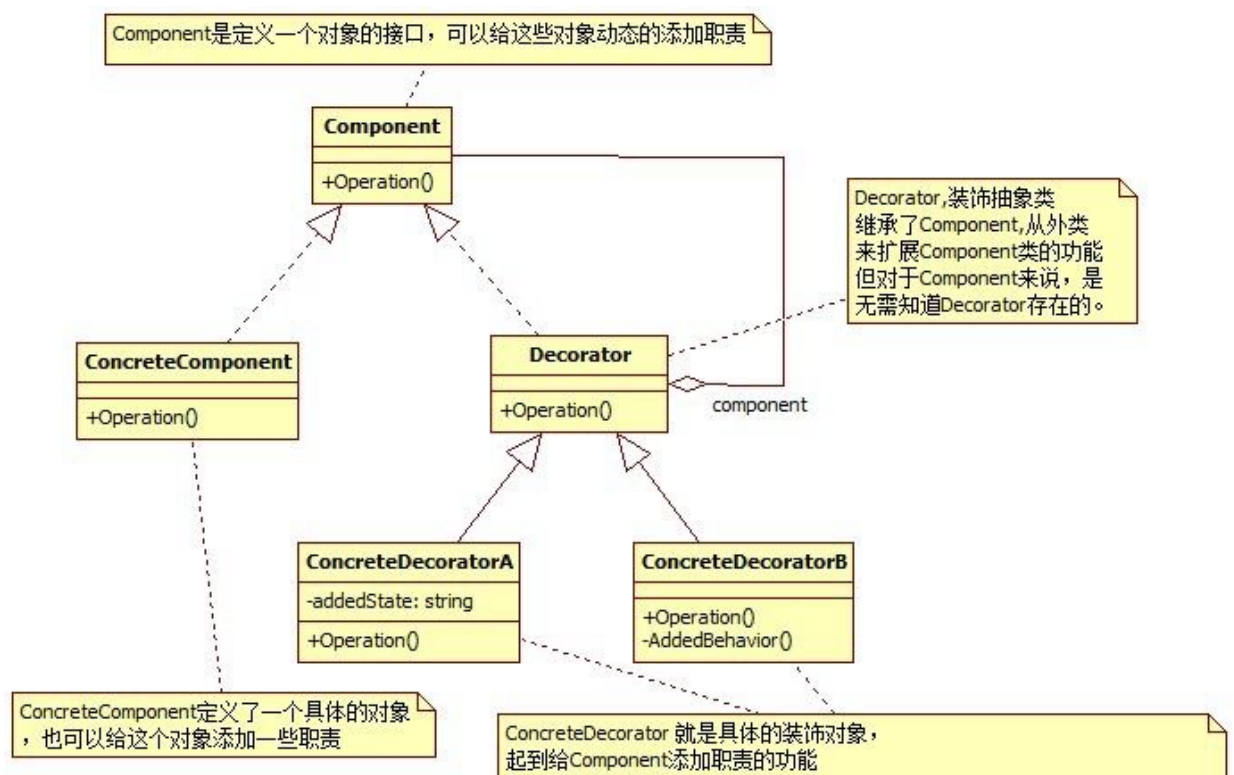 Component是定义一个对象的接口，可以给这些对象动态的添加职责
Component
+Operation()
Decorator,装饰抽象类
继承了Component,从外类
来扩展Component类的功能
但对于Component来说，是
无需知道Decorator存在的。
ConcreteComponent
+Operation()
Decorator
+Operation()
component
ConcreteDecoratorA
-addedState: string
+Operation()
ConcreteDecoratorB
+Operation()
-AddedBehavior()
ConcreteComponent定义了一个具体的对象
，也可以给这个对象添加一些职责
ConcreteDecorator 就是具体的装饰对象，
起到给Component添加职责的功能